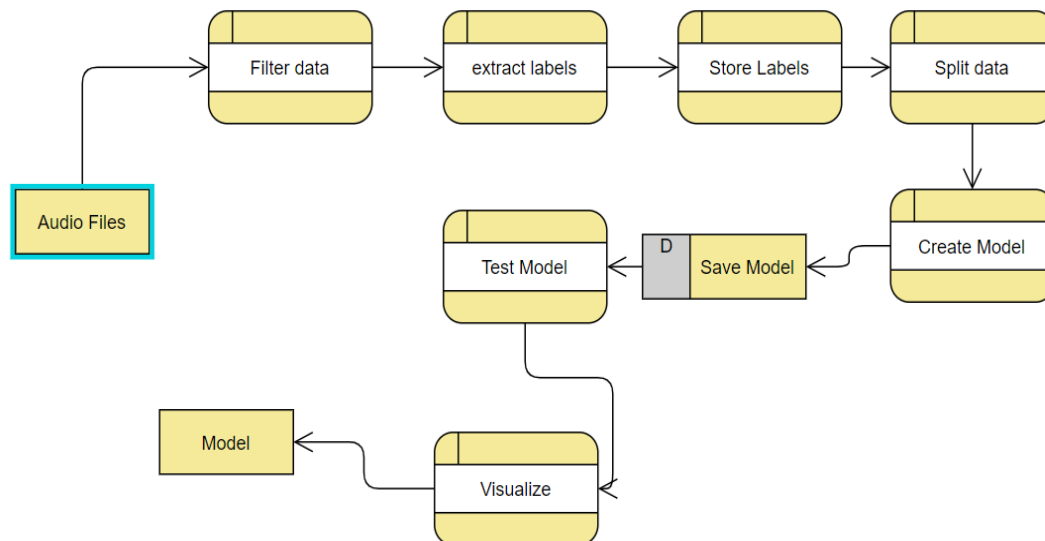 Filter data
extract labels
Store Labels
Split data
Audio Files
Create Model
D
Save Model
Test Model
Model
Visualize